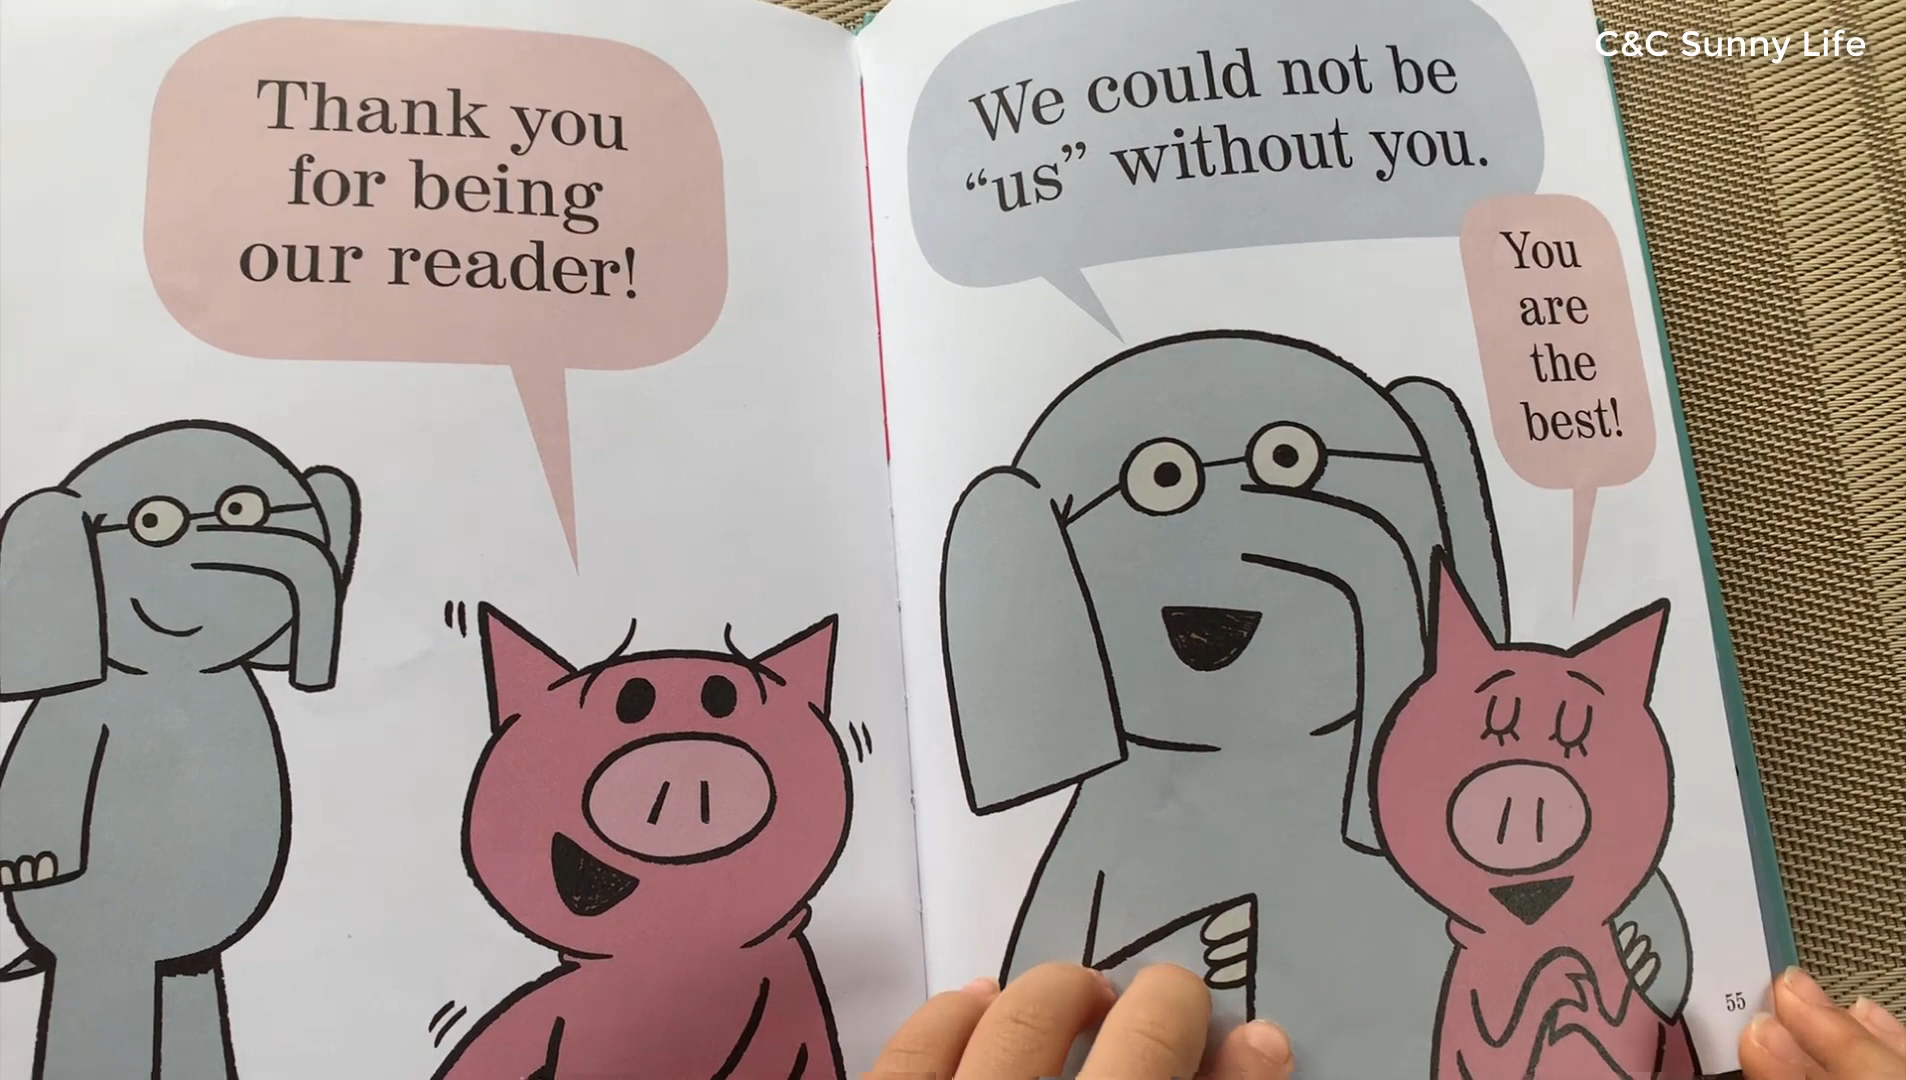 Thank you
for being
our reader!
We could not be
“us” without you.
You
are
the
best!
55
C&C Sunny Life